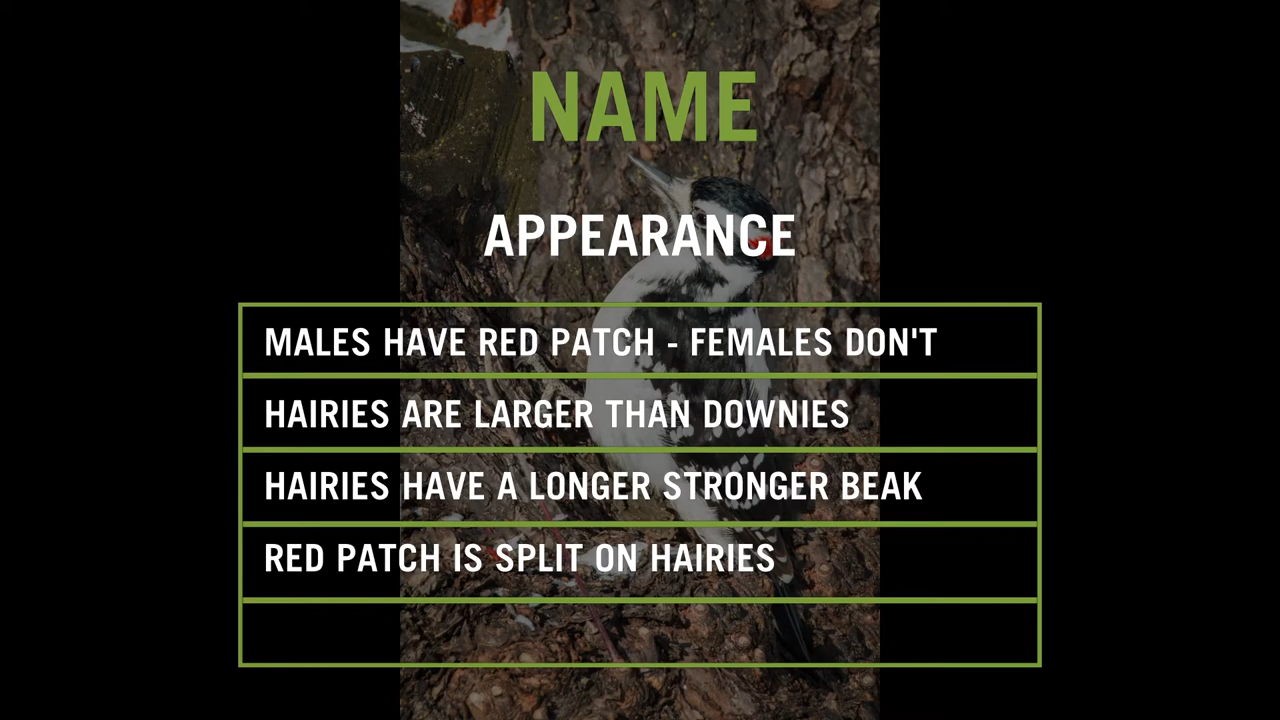 NAME
APPEARANCE
MALES HAVE RED PATCH - FEMALES DON'T
HAIRIES ARE LARGER THAN DOWNIES
HAIRIES HAVE A LONGER STRONGER BEAK
RED PATCH IS SPLIT ON HAIRIES